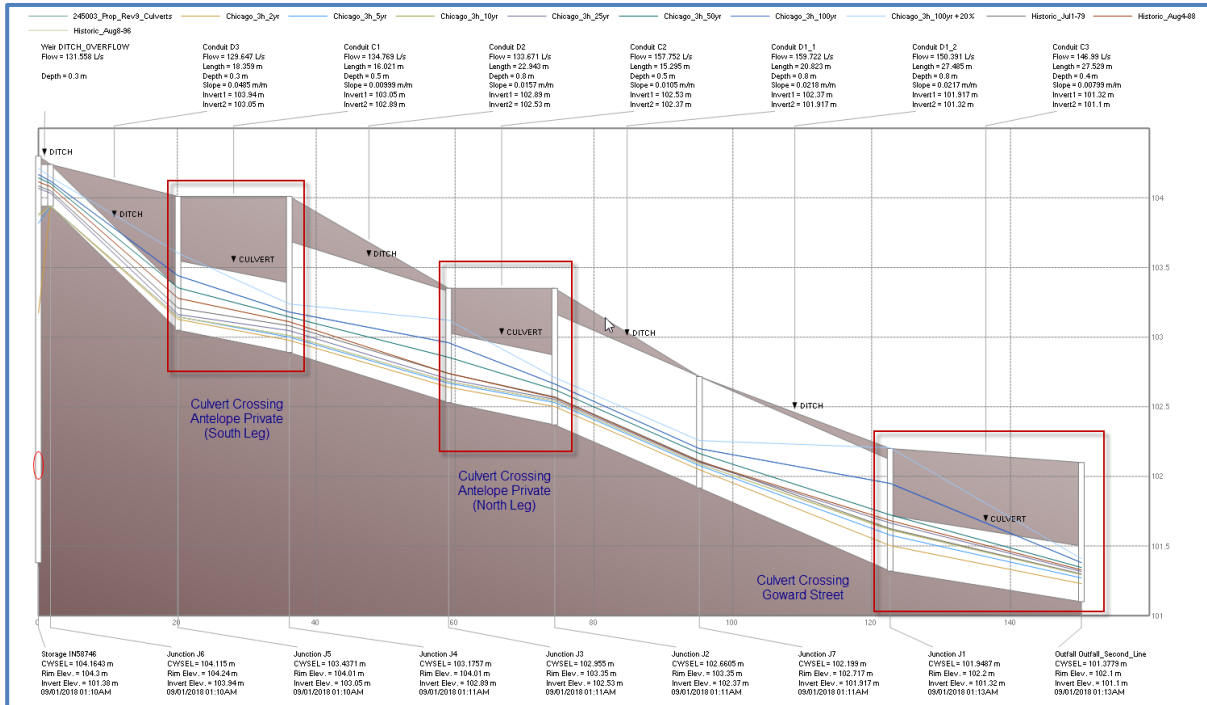 245003_Prop_Rev9_Culverts Chicago_3h_2yr Chicago_3h_5yr Chicago_3h_10yr Chicago_3h_25yr Chicago_3h_50yr Chicago_3h_100yr Chicago_3h_100yr +20% Historic_Jul1-79 Historic_Aug4-88
Historic_Aug8-96
Weir DITCH_OVERFLOW
Flow = 131.558 L/s
Depth = 0.3 m
Conduit D3
Flow = 129.647 L/s
Length = 18.359 m
Depth = 0.3 m
Slope = 0.0485 m/m
Invert1 = 103.94 m
Invert2 = 103.05 m
Conduit C1
Flow = 134.769 L/s
Length = 16.021 m
Depth = 0.5 m
Slope = 0.00999 m/m
Invert1 = 103.05 m
Invert2 = 102.89 m
Conduit D2
Flow = 133.671 L/s
Length = 22.943 m
Depth = 0.8 m
Slope = 0.0157 m/m
Invert1 = 102.89 m
Invert2 = 102.53 m
Conduit C2
Flow = 157.752 L/s
Length = 15.295 m
Depth = 0.5 m
Slope = 0.0105 m/m
Invert1 = 102.53 m
Invert2 = 102.37 m
Conduit D1_1
Flow = 159.722 L/s
Length = 20.823 m
Depth = 0.8 m
Slope = 0.0218 m/m
Invert1 = 102.37 m
Invert2 = 101.917 m
Conduit D1_2
Flow = 150.391 L/s
Length = 27.485 m
Depth = 0.8 m
Slope = 0.0217 m/m
Invert1 = 101.917 m
Invert2 = 101.32 m
Conduit C3
Flow = 146.99 L/s
Length = 27.529 m
Depth = 0.4 m
Slope = 0.00799 m/m
Invert1 = 101.32 m
Invert2 = 101.1 m
DITCH
DITCH
CULVERT
DITCH
CULVERT
DITCH
DITCH
CULVERT
104
103.5
103
102.5
102
101.5
101
Culvert Crossing
Antelope Private
(South Leg)
Culvert Crossing
Antelope Private
(North Leg)
Culvert Crossing
Goward Street
0 20 40 60 80 100 120 140
Storage IN58746
CWSEL = 104.1643 m
Rim Elev. = 104.3 m
Invert Elev. = 101.38 m
09/01/2018 01:10AM
Junction J6
CWSEL = 104.115 m
Rim Elev. = 104.24 m
Invert Elev. = 103.94 m
09/01/2018 01:10AM
Junction J5
CWSEL = 103.4371 m
Rim Elev. = 104.01 m
Invert Elev. = 103.05 m
09/01/2018 01:10AM
Junction J4
CWSEL = 103.1757 m
Rim Elev. = 104.01 m
Invert Elev. = 102.89 m
09/01/2018 01:11AM
Junction J3
CWSEL = 102.955 m
Rim Elev. = 103.35 m
Invert Elev. = 102.53 m
09/01/2018 01:11AM
Junction J2
CWSEL = 102.6605 m
Rim Elev. = 103.35 m
Invert Elev. = 102.37 m
09/01/2018 01:11AM
Junction J7
CWSEL = 102.199 m
Rim Elev. = 102.717 m
Invert Elev. = 101.917 m
09/01/2018 01:11AM
Junction J1
CWSEL = 101.9487 m
Rim Elev. = 102.2 m
Invert Elev. = 101.32 m
09/01/2018 01:13AM
Outfall Outfall_Second_Line
CWSEL = 101.3779 m
Rim Elev. = 102.1 m
Invert Elev. = 101.1 m
09/01/2018 01:13AM